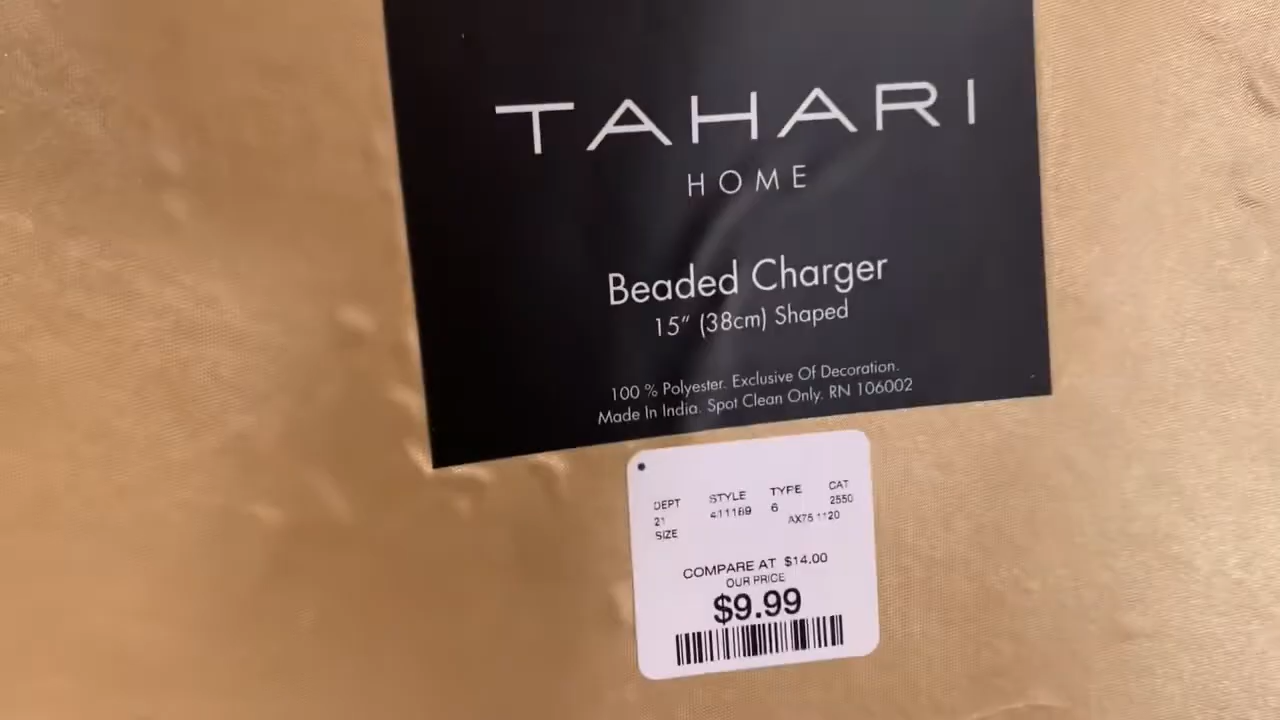 TAHARI
HOME
Beaded Charger
15" (38cm) Shaped
100 % Polyester. Exclusive Of Decoration.
Made In India. Spot Clean Only. RN 106002
DEPT STYLE TYPE CAT
21 411189 6 2550
SIZE AX75 1120
COMPARE AT $14.00
OUR PRICE
$9.99